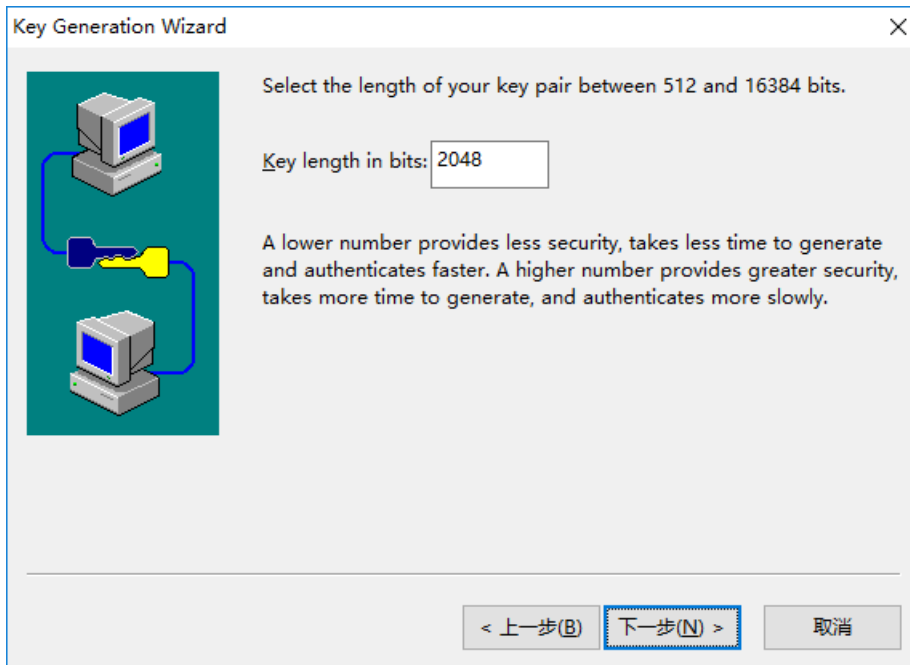 Key Generation Wizard
Select the length of your key pair between 512 and 16384 bits.
Key length in bits: 2048
A lower number provides less security, takes less time to generate
and authenticates faster. A higher number provides greater security,
takes more time to generate, and authenticates more slowly.
< 上一步(B) 下一步(N) > 取消